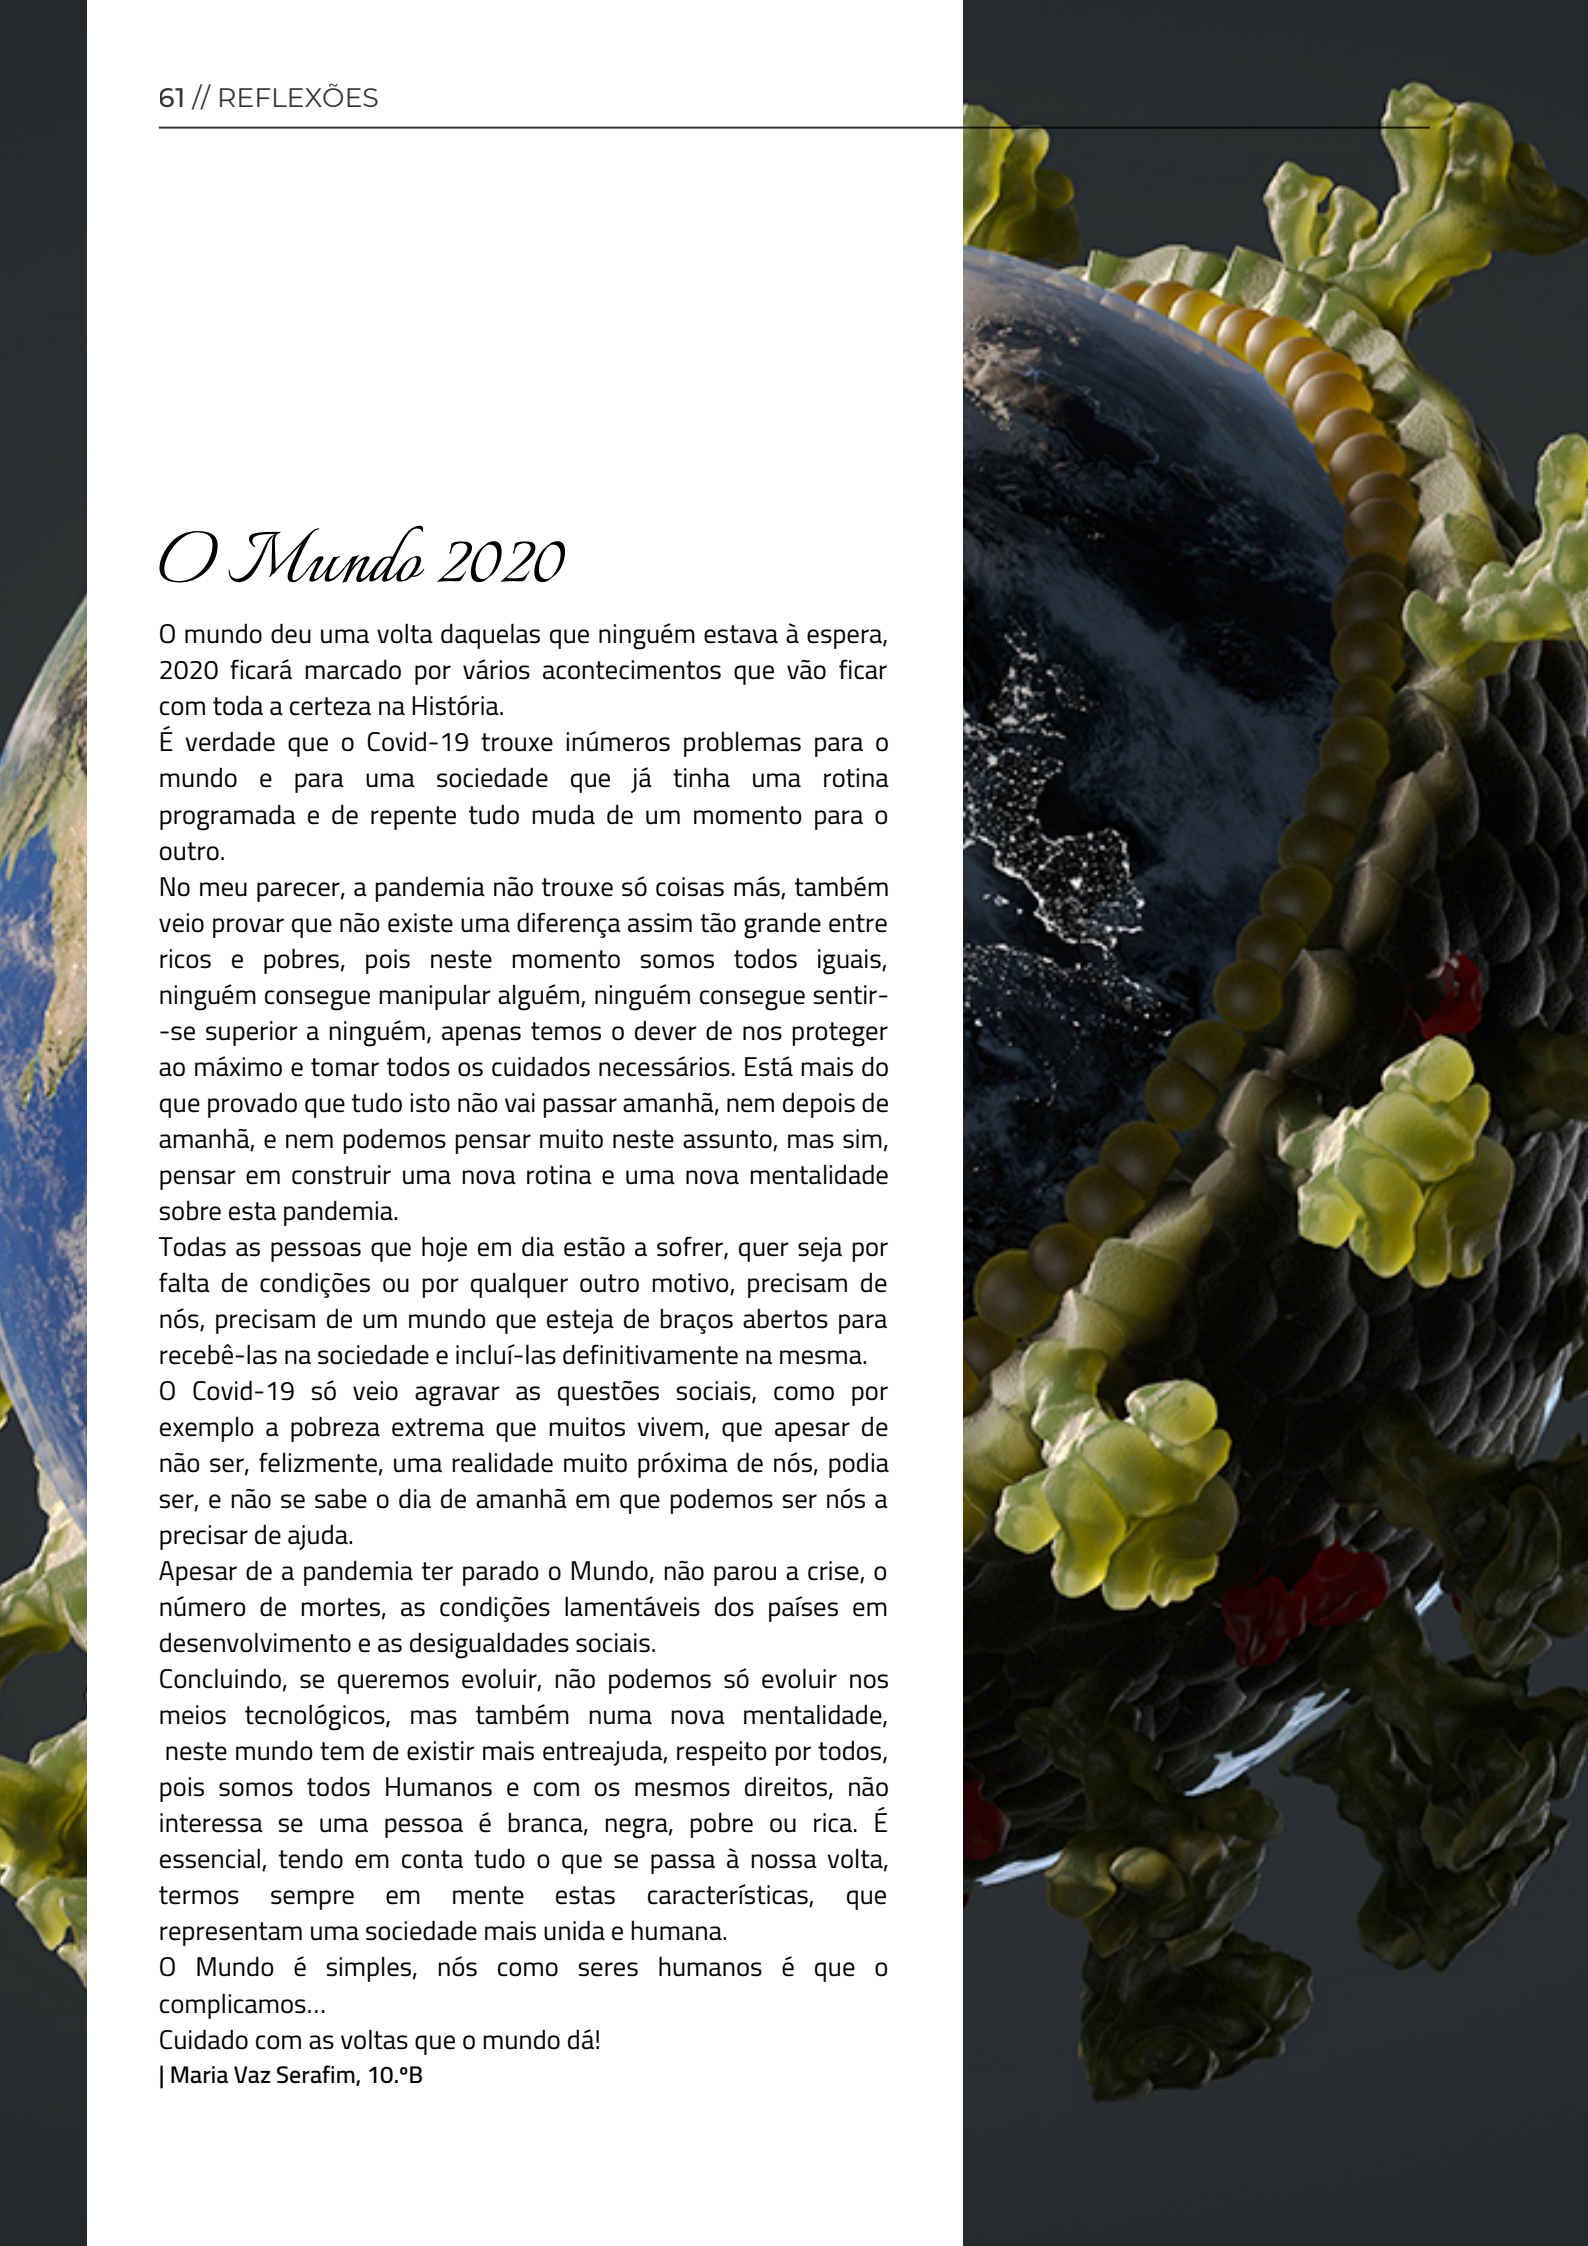 61 // REFLEXÕES
O Mundo 2020
O mundo deu uma volta daquelas que ninguém estava à espera,
2020 ficará marcado por vários acontecimentos que vão ficar
com toda a certeza na História.
É verdade que o Covid-19 trouxe inúmeros problemas para o
mundo e para uma sociedade que já tinha uma rotina
programada e de repente tudo muda de um momento para o
outro.
No meu parecer, a pandemia não trouxe só coisas más, também
veio provar que não existe uma diferença assim tão grande entre
ricos e pobres, pois neste momento somos todos iguais,
ninguém consegue manipular alguém, ninguém consegue sentir-
-se superior a ninguém, apenas temos o dever de nos proteger
ao máximo e tomar todos os cuidados necessários. Está mais do
que provado que tudo isto não vai passar amanhã, nem depois de
amanhã, e nem podemos pensar muito neste assunto, mas sim,
pensar em construir uma nova rotina e uma nova mentalidade
sobre esta pandemia.
Todas as pessoas que hoje em dia estão a sofrer, quer seja por
falta de condições ou por qualquer outro motivo, precisam de
nós, precisam de um mundo que esteja de braços abertos para
recebê-las na sociedade e incluí-las definitivamente na mesma.
O Covid-19 só veio agravar as questões sociais, como por
exemplo a pobreza extrema que muitos vivem, que apesar de
não ser, felizmente, uma realidade muito próxima de nós, podia
ser, e não se sabe o dia de amanhã em que podemos ser nós a
precisar de ajuda.
Apesar de a pandemia ter parado o Mundo, não parou a crise, o
número de mortes, as condições lamentáveis dos países em
desenvolvimento e as desigualdades sociais.
Concluindo, se queremos evoluir, não podemos só evoluir nos
meios tecnológicos, mas também numa nova mentalidade,
neste mundo tem de existir mais entreajuda, respeito por todos,
pois somos todos Humanos e com os mesmos direitos, não
interessa se uma pessoa é branca, negra, pobre ou rica. É
essencial, tendo em conta tudo o que se passa à nossa volta,
termos sempre em mente estas características, que
representam uma sociedade mais unida e humana.
O Mundo é simples, nós como seres humanos é que o
complicamos...
Cuidado com as voltas que o mundo dá!
| Maria Vaz Serafim, 10.ºB